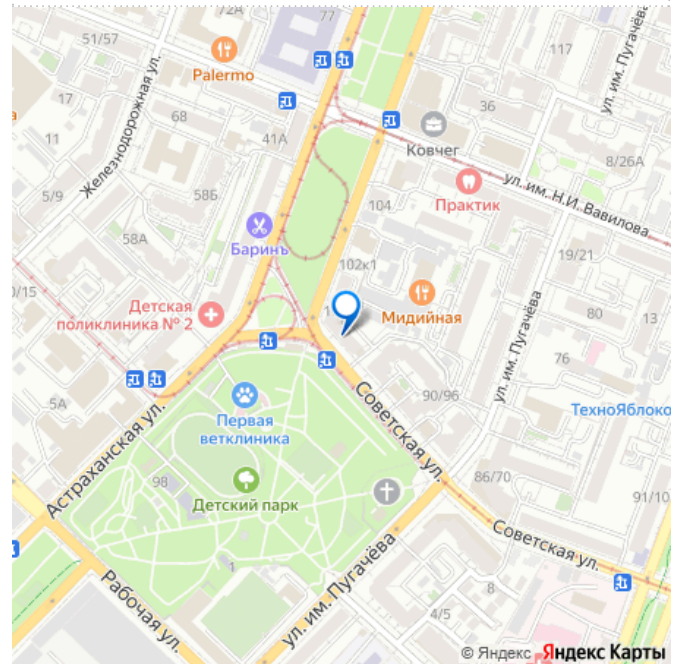 72А
77
51/57
Palermo
117
ул. им. Пугачёва
17
Железнодорожная ул.
68
36
11
41А
Ковчег
8/26А
ул. им. Н.И. Вавилова
5/9
58Б
Практик
104
58А
Баринъ
19/21
102к1
0/15
Детская
поликлиника № 2
Мидийная
80
13
ул. им. Пугачёва
76
5А
90/96
Первая
ветклиника
Советская ул.
ТехноЯблоко
Астраханская ул.
98
Детский парк
86/70
91/10
Советская ул.
1
Рабочая ул.
ул. им. Пугачёва
8
4/5
© Яндекс Яндекс Карты